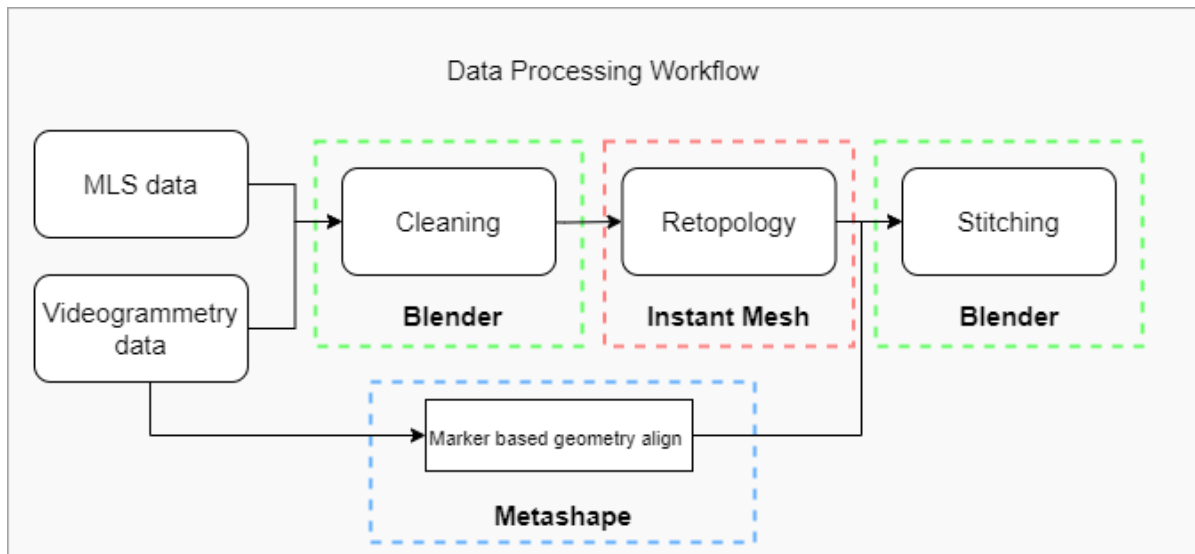 Data Processing Workflow
MLS data
Cleaning
Retopology
Stitching
Videogrammetry
data
Blender
Instant Mesh
Blender
Marker based geometry align
Metashape